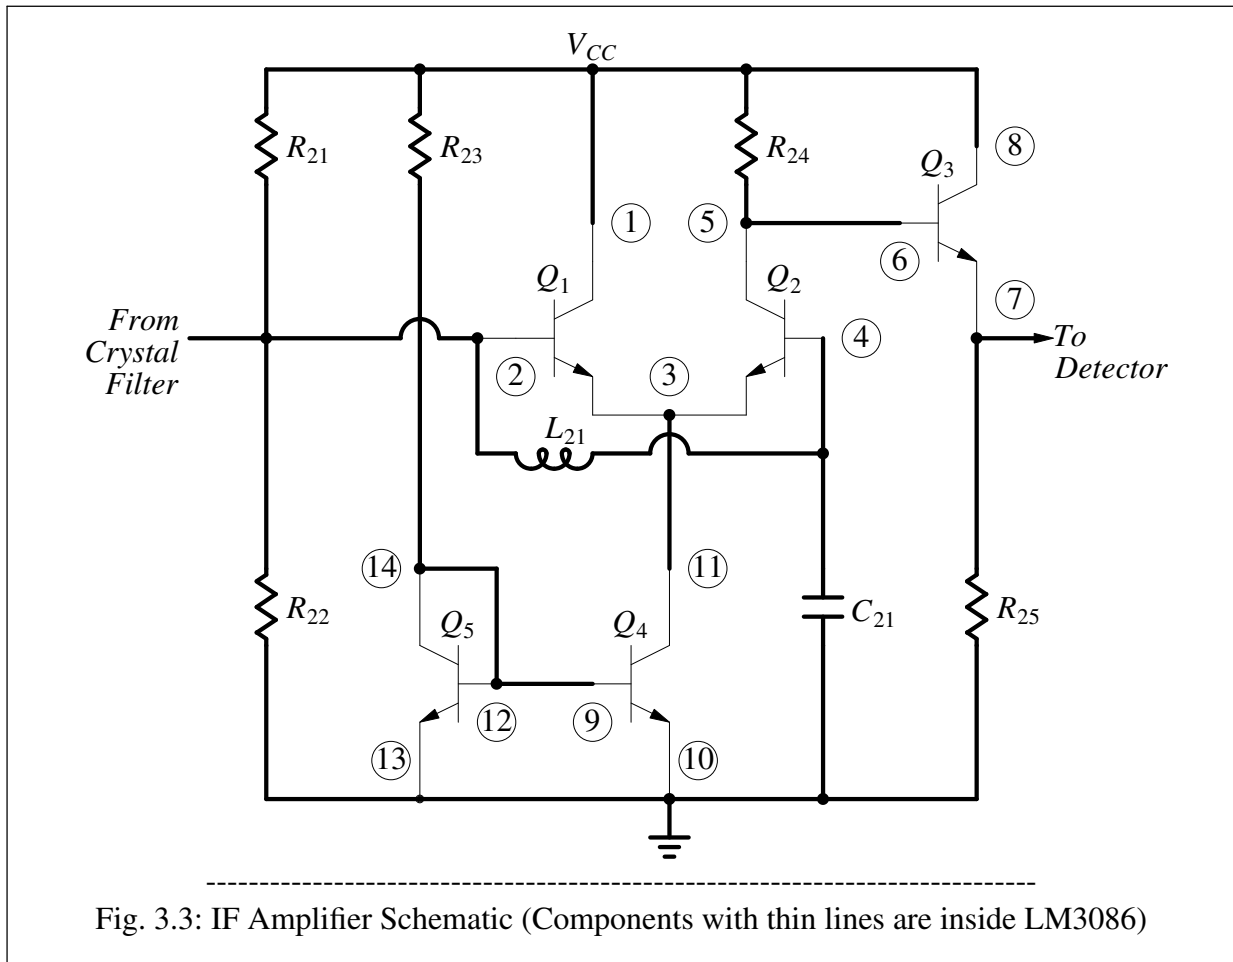 V_CC
R_21
R_23
R_24
8
Q_3
1
5
6
Q_1
Q_2
7
From
Crystal
Filter
2
3
4
To
Detector
L_21
14
11
R_22
Q_5
Q_4
C_21
R_25
12
9
13
10
Fig. 3.3: IF Amplifier Schematic (Components with thin lines are inside LM3086)